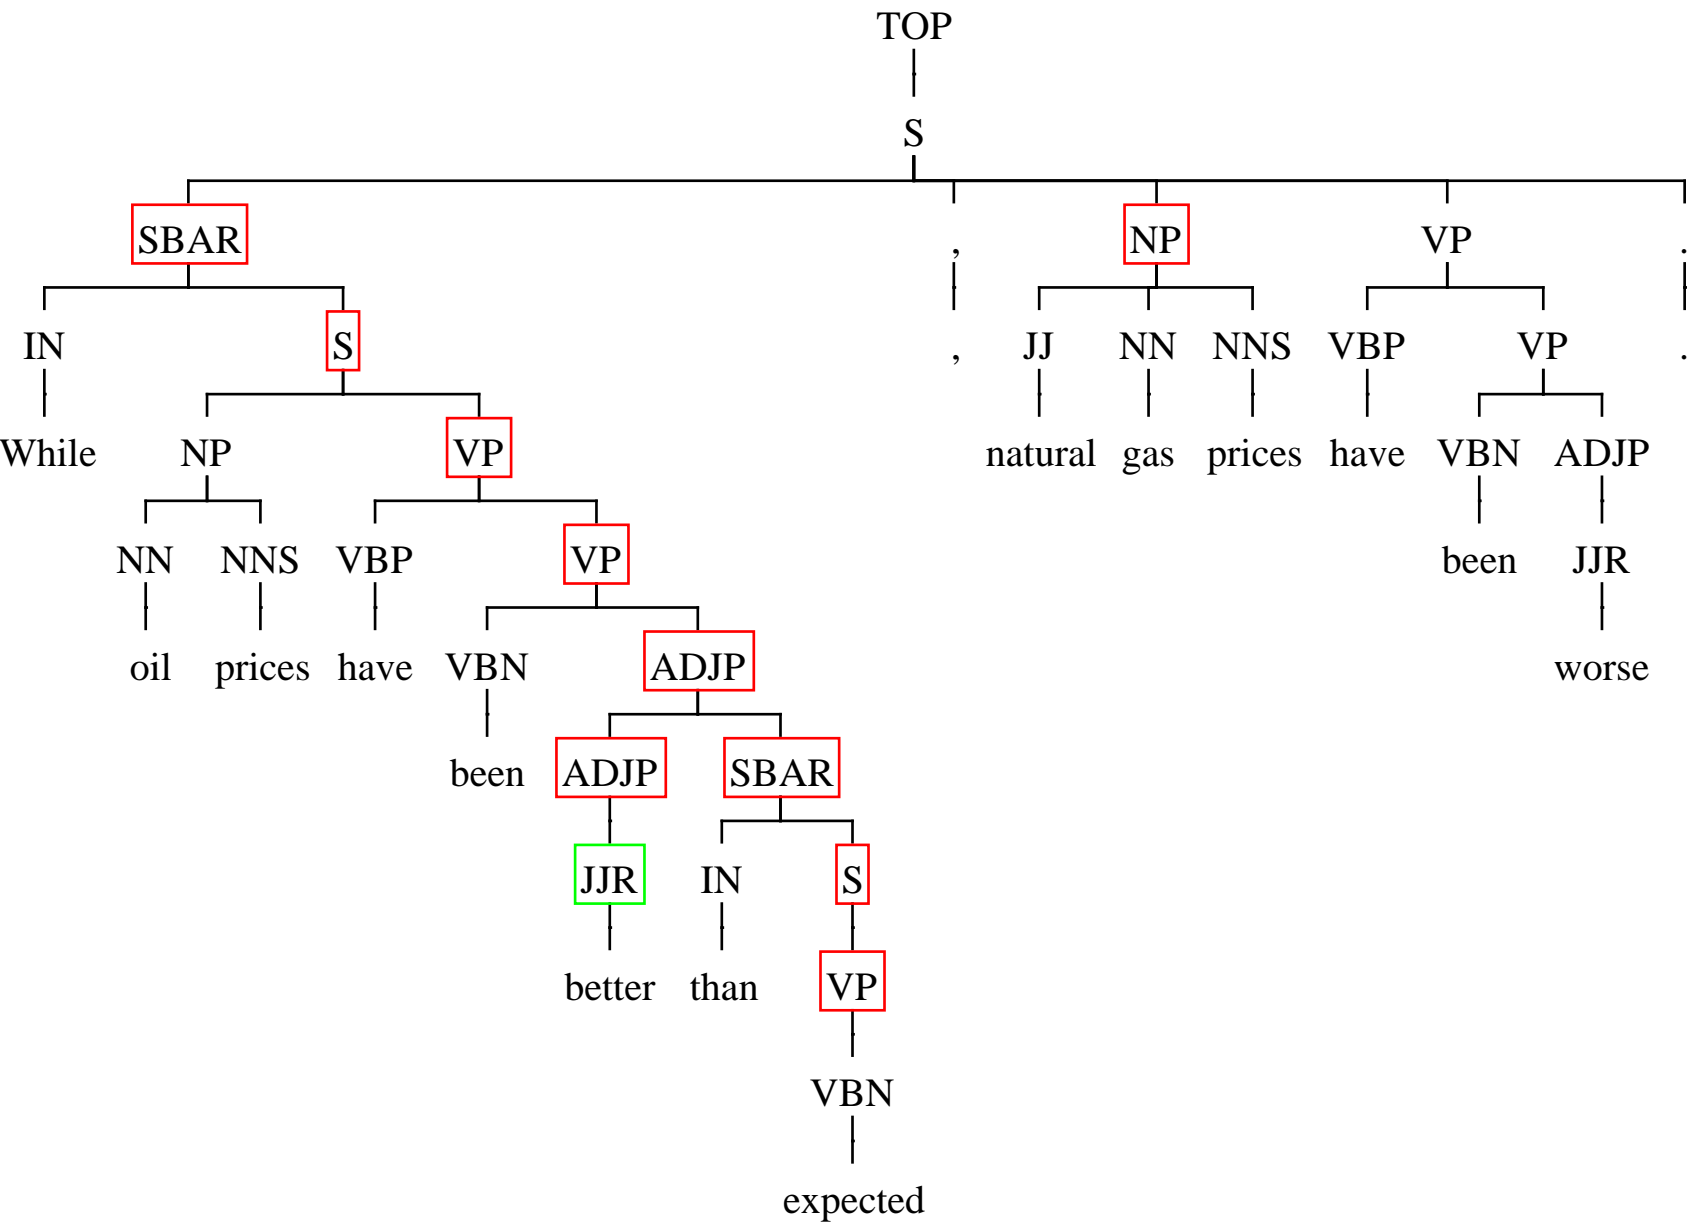 TOP
S
SBAR , NP VP .
IN S , JJ NN NNS VBP VP .
While NP VP natural gas prices have VBN ADJP
NN NNS VBP VP been JJR
oil prices have VBN ADJP worse
been ADJP SBAR
JJR IN S
better than VP
VBN
expected